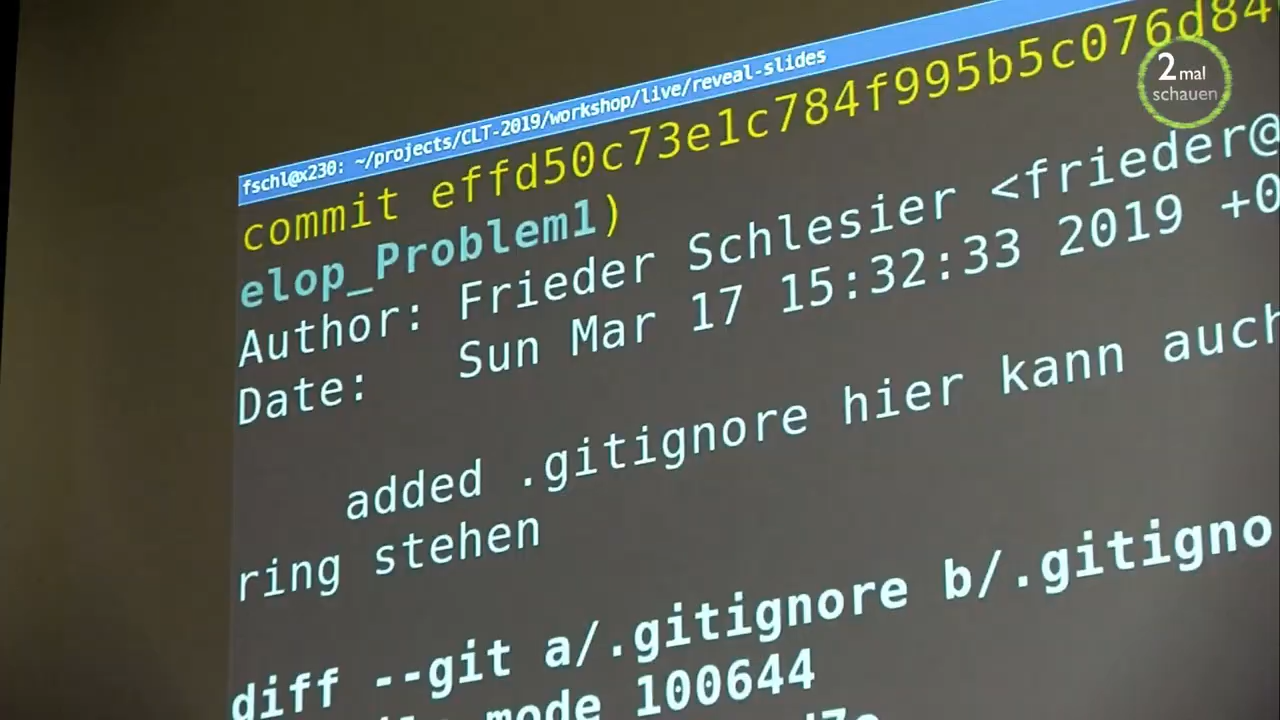 2 mal
schauen
fschl@x230: ~/projects/CLT-2019/workshop/live/reveal-slides
commit effd50c73e1c784f995b5c076d84
elop_Problem1)
Author: Frieder Schlesier <frieder@
Date: Sun Mar 17 15:32:33 2019 +0
added .gitignore hier kann auch
ring stehen
diff --git a/.gitignore b/.gitigno
mode 100644